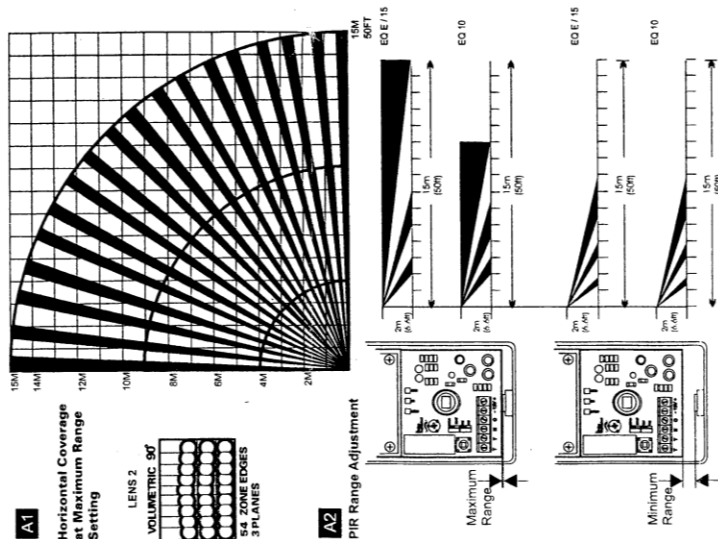 A1
Horizontal Coverage
at Maximum Range
Setting
LENS 2
VOLUMETRIC 90°
54 ZONE EDGES
3 PLANES
15M
14M
12M
10M
8M
6M
4M
2M
15M
50FT
A2
PIR Range Adjustment
Maximum
Range
2m
(6.6ft)
15m
(50ft)
EQ E / 15
2m
(6.6ft)
15m
(50ft)
EQ 10
Minimum
Range
2m
(6.6ft)
15m
(50ft)
EQ E / 15
2m
(6.6ft)
15m
(50ft)
EQ 10